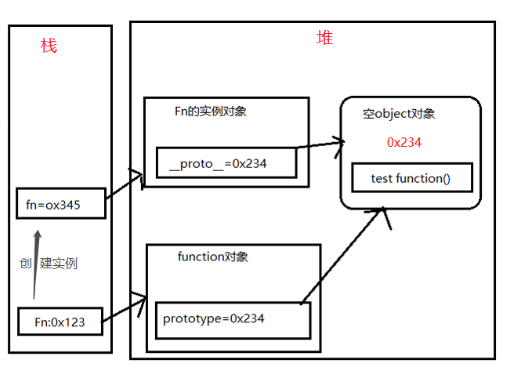 栈
堆
Fn的实例对象
__proto__=0x234
空object对象
0x234
test function()
fn=ox345
创 建实例
function对象
Fn:0x123
prototype=0x234